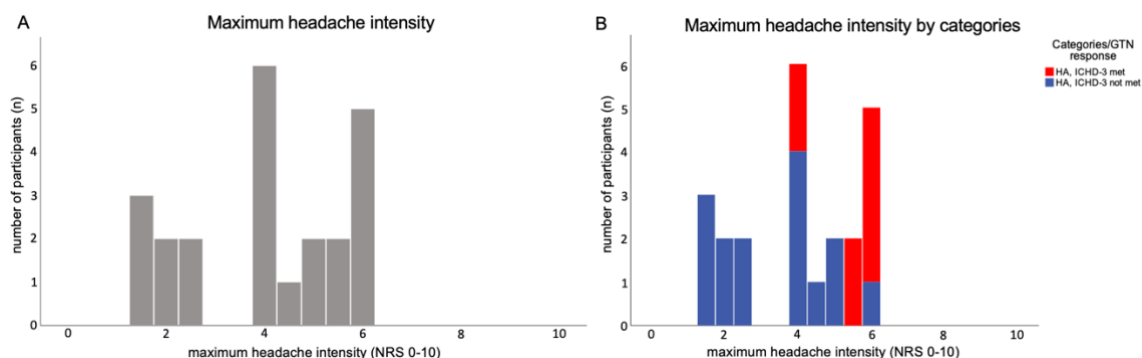 A
Maximum headache intensity
number of participants (n)
6
5
4
3
2
1
0
0 2 4 6 8 10
maximum headache intensity (NRS 0-10)
B
Maximum headache intensity by categories
number of participants (n)
6
5
4
3
2
1
0
0 2 4 6 8 10
maximum headache intensity (NRS 0-10)
Categories/GTN
response
HA, ICHD-3 met
HA, ICHD-3 not met